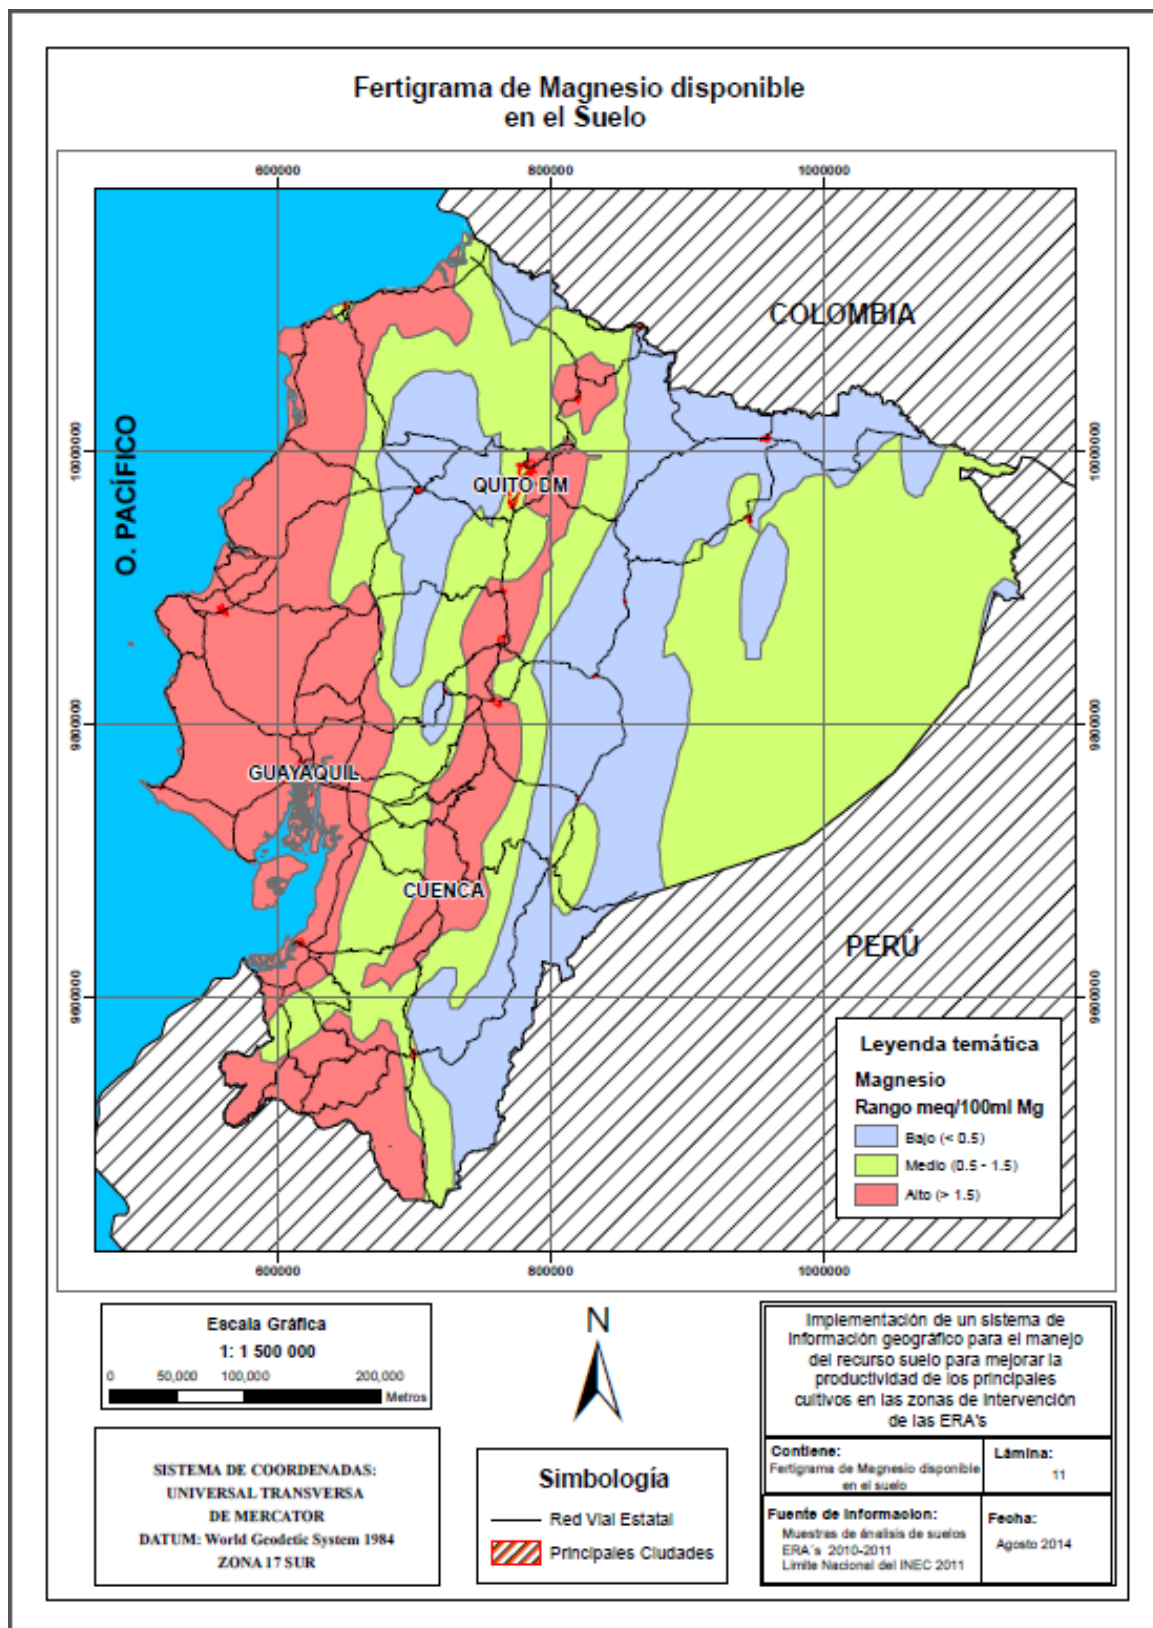 Fertigrama de Magnesio disponible
en el Suelo
600000
800000
1000000
COLOMBIA
O. PACÍFICO
10000000
10000000
QUITO DM
9800000
9800000
GUAYAQUIL
CUENCA
PERÚ
9600000
9600000
Leyenda temática
Magnesio
Rango meq/100ml Mg
Bajo (< 0.5)
Medio (0.5 - 1.5)
Alto (> 1.5)
600000
800000
1000000
Escala Gráfica
1: 1 500 000
0 50,000 100,000 200,000
Metros
N
SISTEMA DE COORDENADAS:
UNIVERSAL TRANSVERSA
DE MERCATOR
DATUM: World Geodetic System 1984
ZONA 17 SUR
Simbología
Red Vial Estatal
Principales Ciudades
Implementación de un sistema de
Información geográfico para el manejo
del recurso suelo para mejorar la
productividad de los principales
cultivos en las zonas de Intervención
de las ERA's
Contiene:
Fertigrama de Magnesio disponible
en el suelo
Lámina:
11
Fuente de Informacion:
Muestras de ánalisis de suelos
ERA´s 2010-2011
Limite Nacional del INEC 2011
Fecha:
Agosto 2014